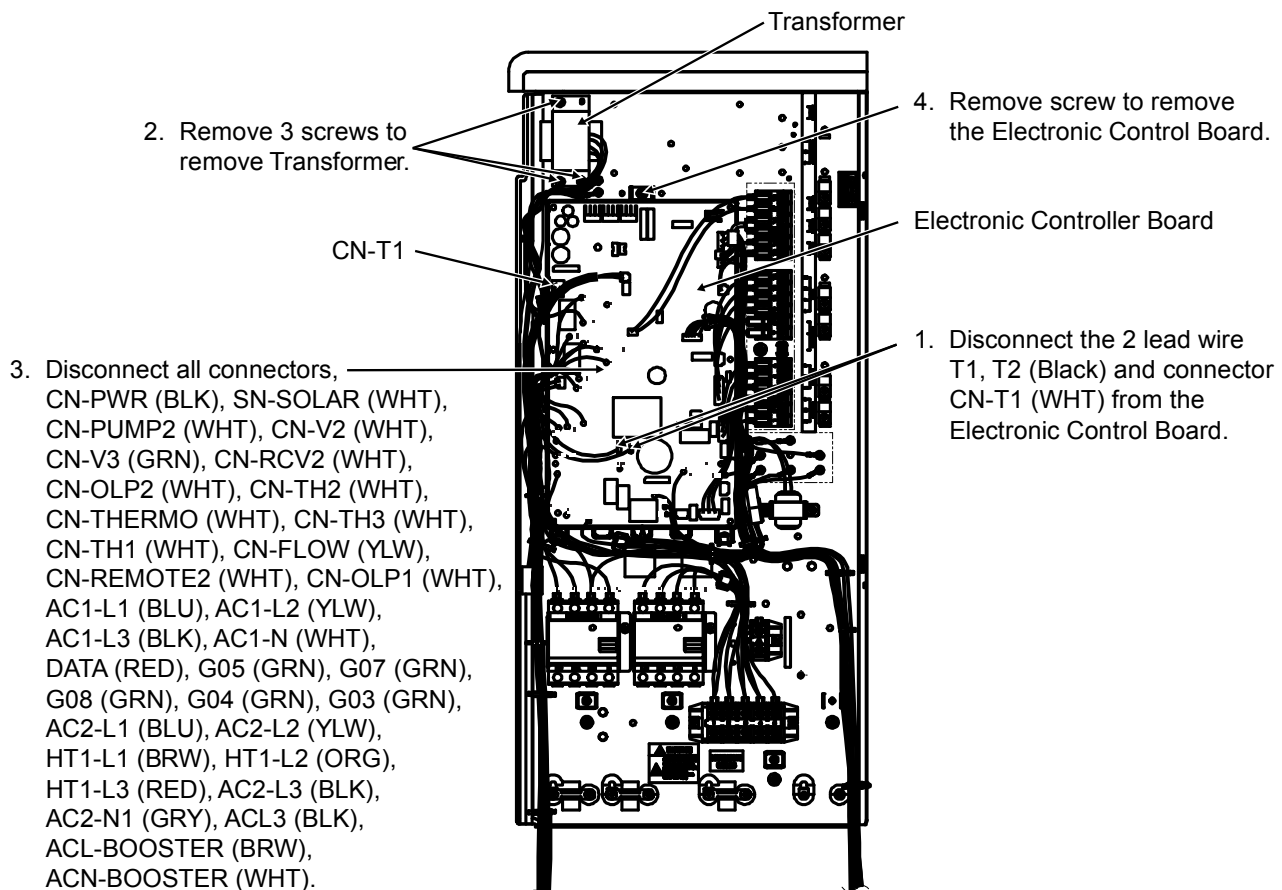 Transformer
2. Remove 3 screws to
remove Transformer.
4. Remove screw to remove
the Electronic Control Board.
Electronic Controller Board
CN-T1
1. Disconnect the 2 lead wire
T1, T2 (Black) and connector
CN-T1 (WHT) from the
Electronic Control Board.
3. Disconnect all connectors,
CN-PWR (BLK), SN-SOLAR (WHT),
CN-PUMP2 (WHT), CN-V2 (WHT),
CN-V3 (GRN), CN-RCV2 (WHT),
CN-OLP2 (WHT), CN-TH2 (WHT),
CN-THERMO (WHT), CN-TH3 (WHT),
CN-TH1 (WHT), CN-FLOW (YLW),
CN-REMOTE2 (WHT), CN-OLP1 (WHT),
AC1-L1 (BLU), AC1-L2 (YLW),
AC1-L3 (BLK), AC1-N (WHT),
DATA (RED), G05 (GRN), G07 (GRN),
G08 (GRN), G04 (GRN), G03 (GRN),
AC2-L1 (BLU), AC2-L2 (YLW),
HT1-L1 (BRW), HT1-L2 (ORG),
HT1-L3 (RED), AC2-L3 (BLK),
AC2-N1 (GRY), ACL3 (BLK),
ACL-BOOSTER (BRW),
ACN-BOOSTER (WHT).